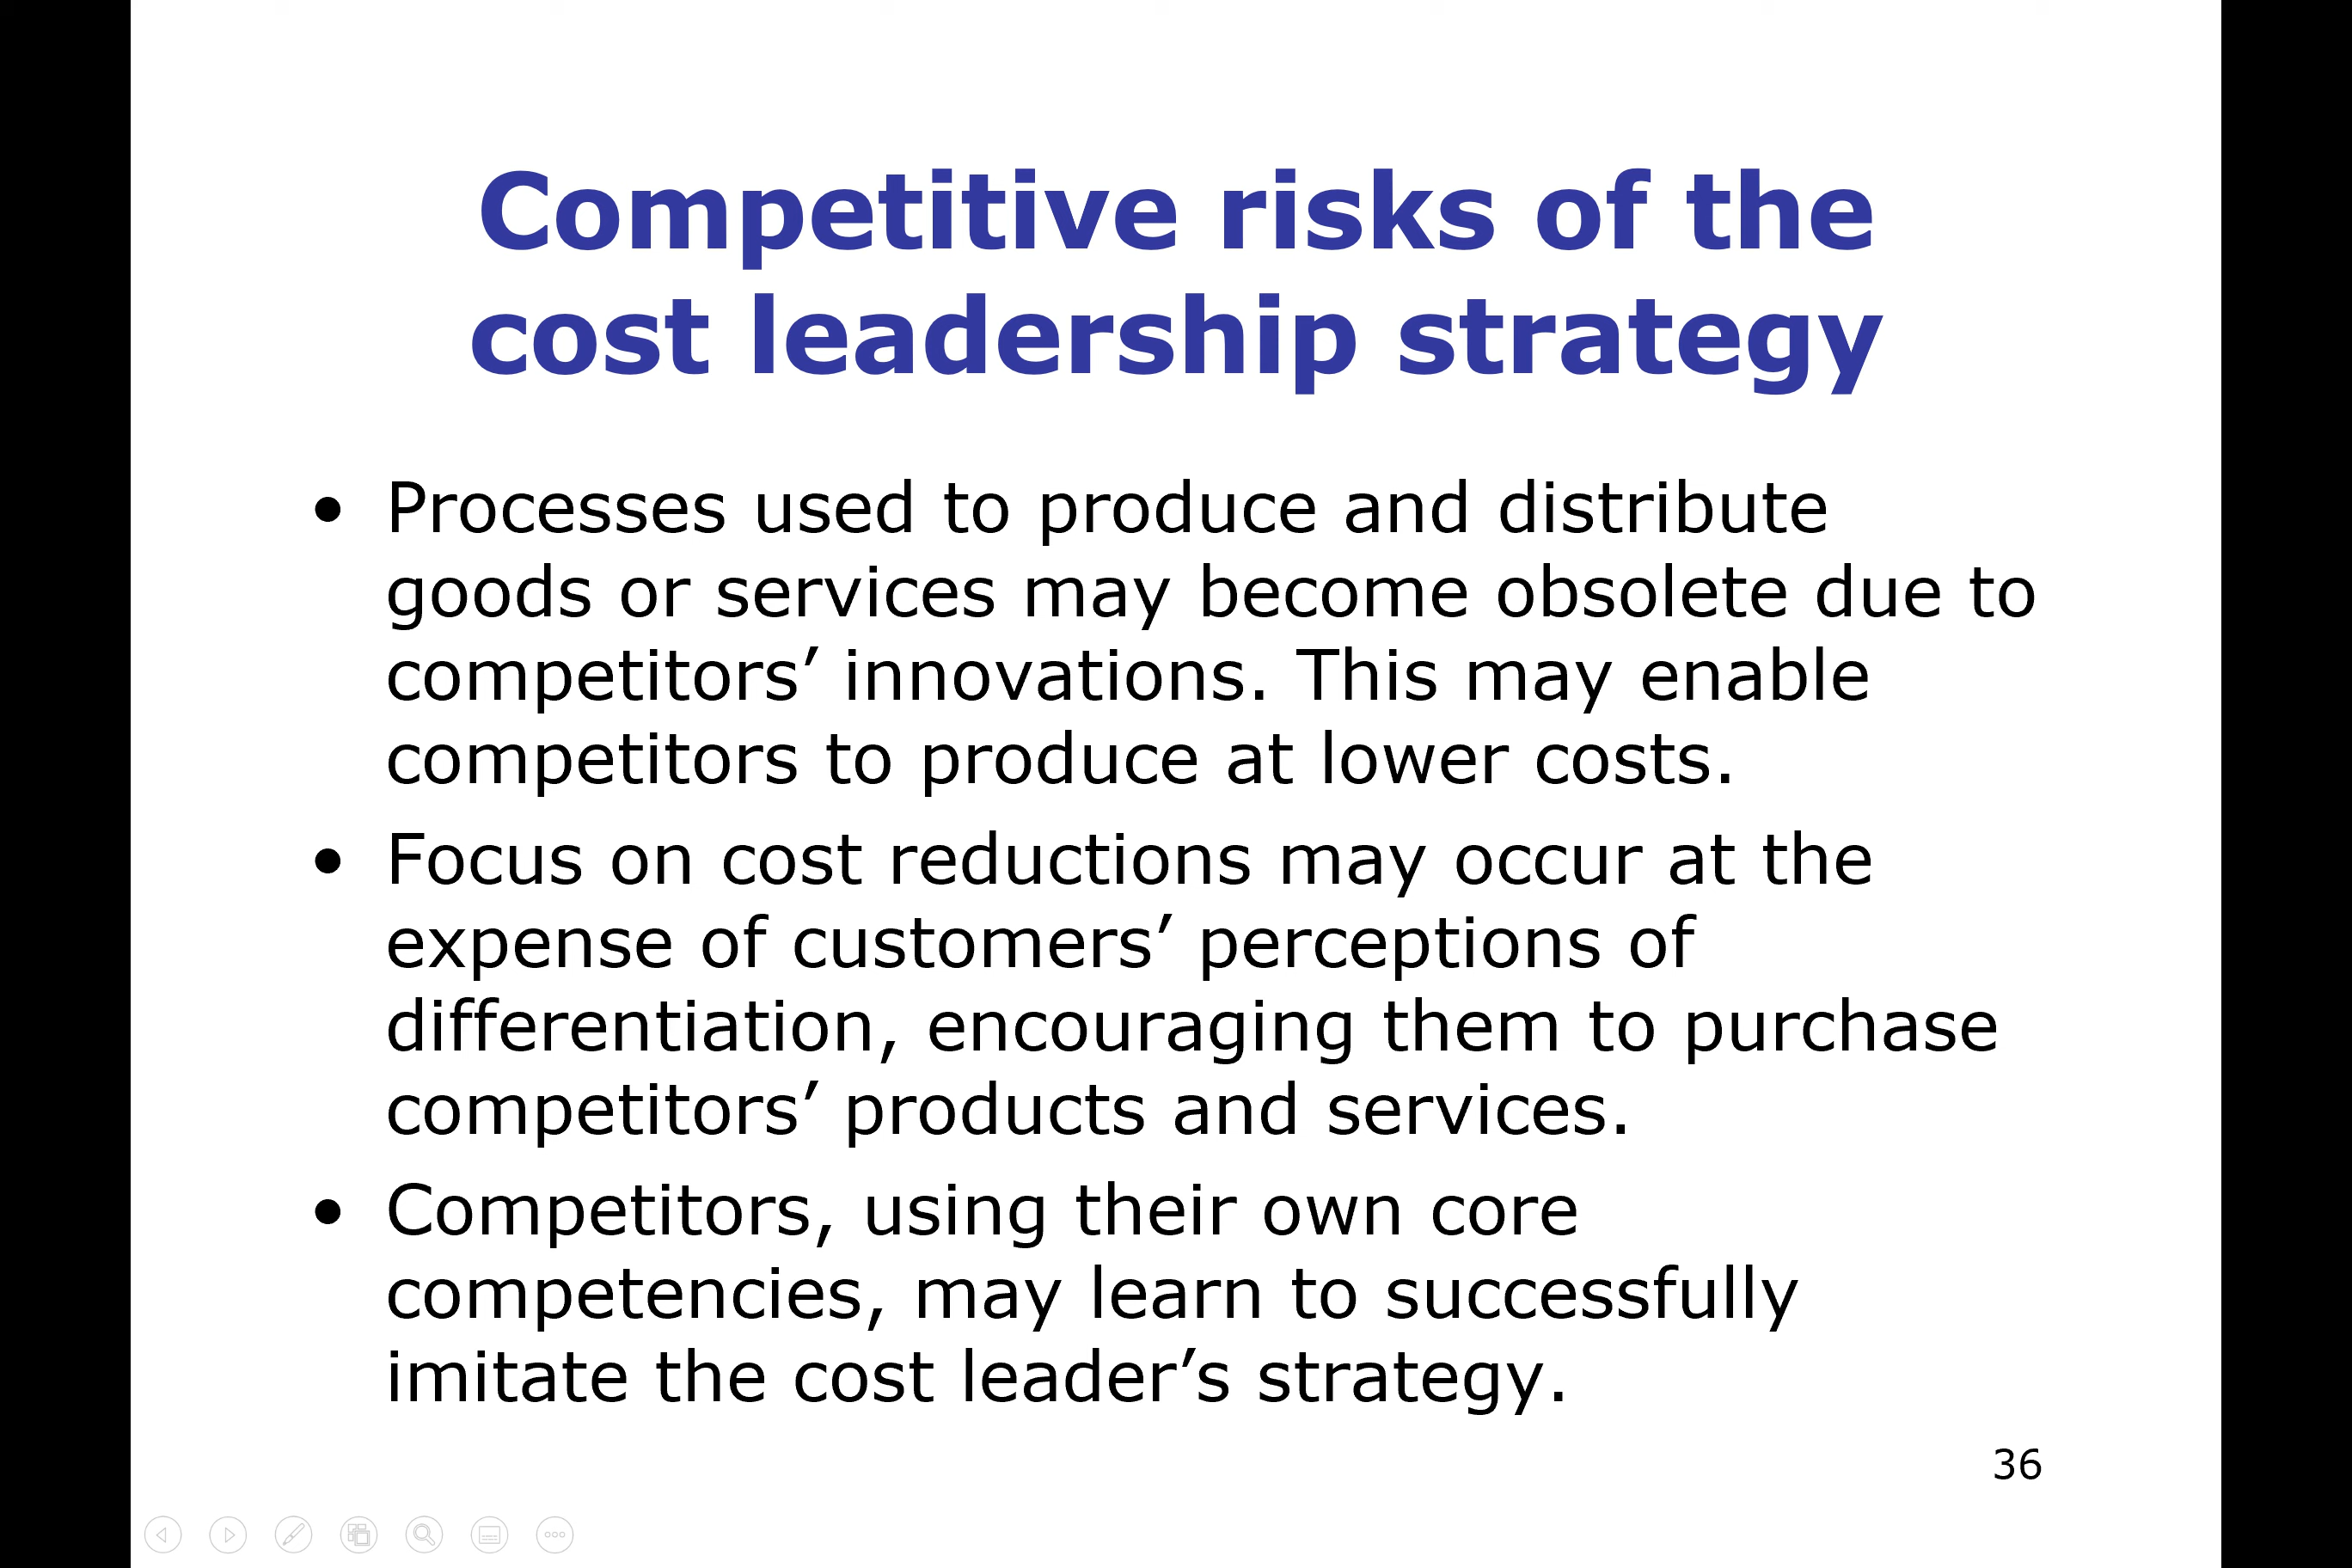 Competitive risks of the
cost leadership strategy
• Processes used to produce and distribute
goods or services may become obsolete due to
competitors’ innovations. This may enable
competitors to produce at lower costs.
• Focus on cost reductions may occur at the
expense of customers’ perceptions of
differentiation, encouraging them to purchase
competitors’ products and services.
• Competitors, using their own core
competencies, may learn to successfully
imitate the cost leader’s strategy.
36